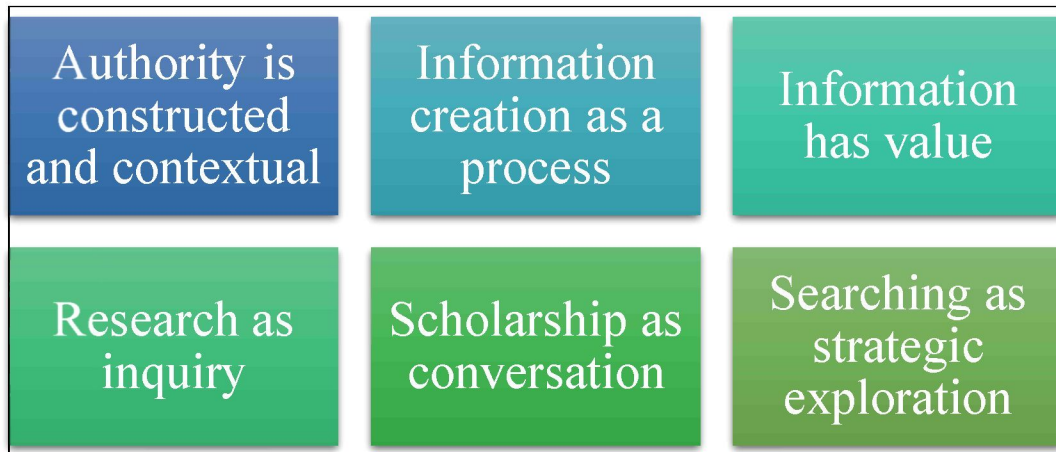 Authority is
constructed
and contextual
Information
creation as a
process
Information
has value
Research as
inquiry
Scholarship as
conversation
Searching as
strategic
exploration